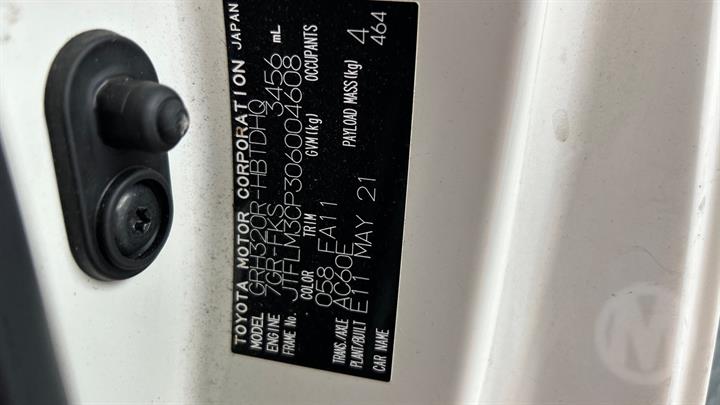 TOYOTA MOTOR CORPORATION JAPAN
MODEL GRH320R-HBTDHQ
ENGINE 7GR-FKS 3456 mL
FRAME No. JTFLM3CP306004608
COLOR TRIM GVM(kg) OCCUPANTS
058 FA11 4
TRANS./AXLE AC60E PAYLOAD MASS(kg) 464
PLANT/BUILT E11 MAY 21
CAR NAME
M